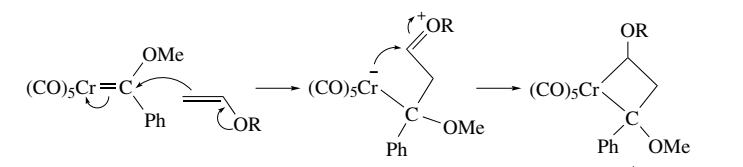 OMe
(CO)₅Cr=C
Ph
OR
+
OR
−
(CO)₅Cr
C
OMe
Ph
OR
(CO)₅Cr
C
Ph
OMe